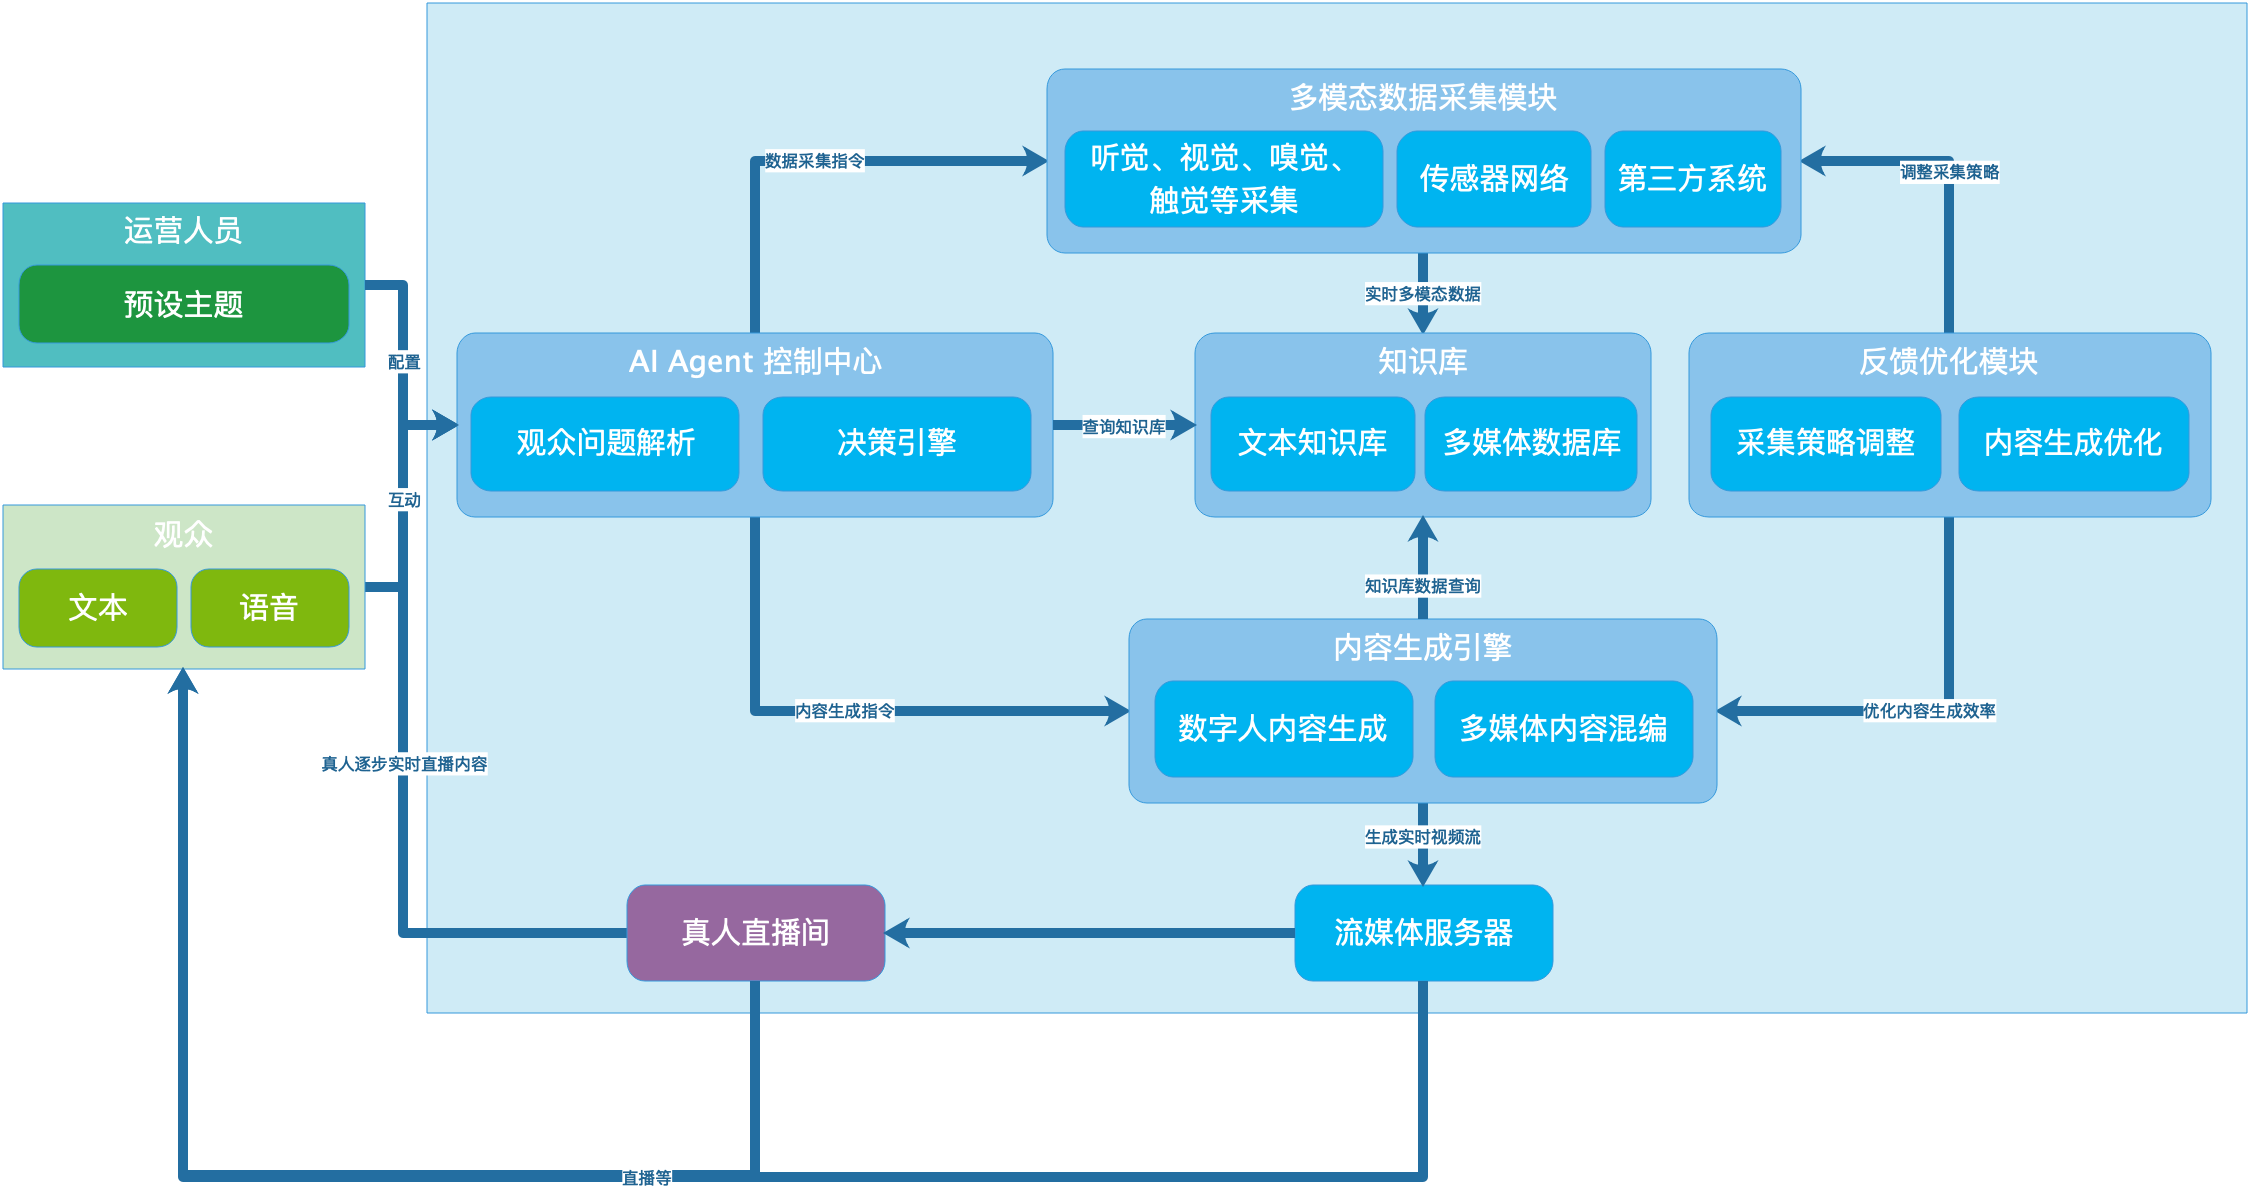 多模态数据采集模块
听觉、视觉、嗅觉、
触觉等采集
传感器网络
第三方系统
数据采集指令
调整采集策略
运营人员
预设主题
实时多模态数据
配置
AI Agent 控制中心
观众问题解析
决策引擎
查询知识库
知识库
文本知识库
多媒体数据库
反馈优化模块
采集策略调整
内容生成优化
互动
观众
文本
语音
知识库数据查询
内容生成引擎
数字人内容生成
多媒体内容混编
内容生成指令
优化内容生成效率
真人逐步实时直播内容
生成实时视频流
真人直播间
流媒体服务器
直播等